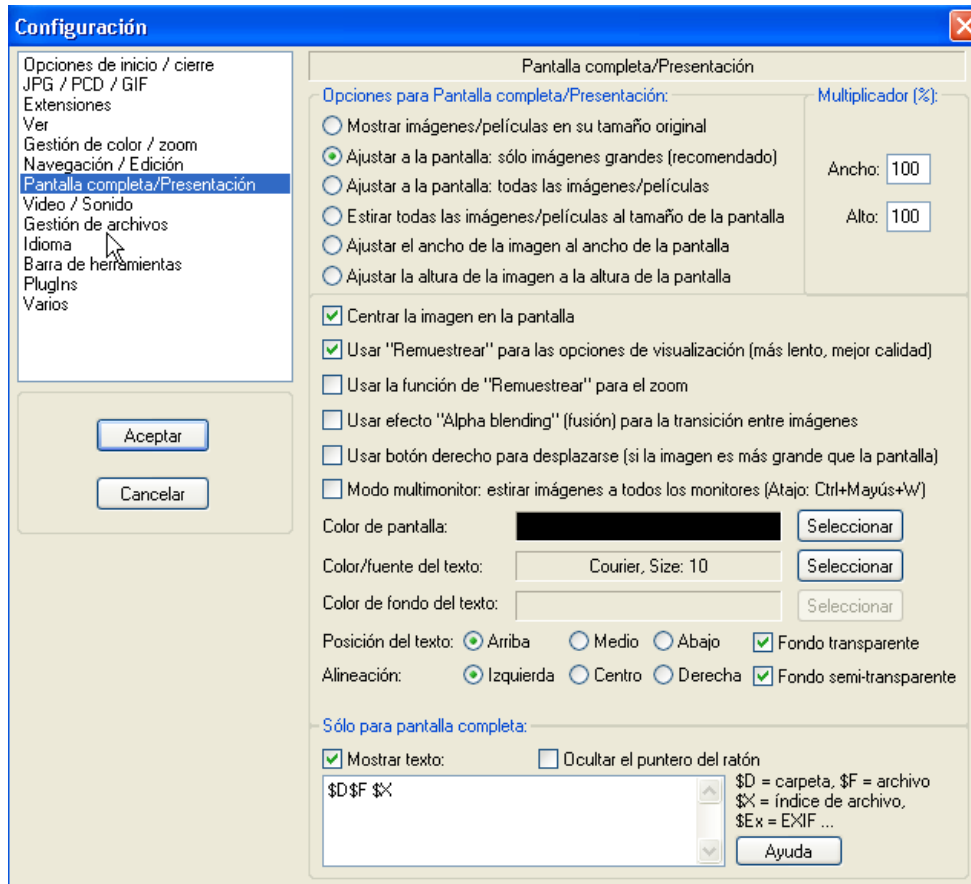 Configuración
Opciones de inicio / cierre
JPG / PCD / GIF
Extensiones
Ver
Gestión de color / zoom
Navegación / Edición
Pantalla completa/Presentación
Video / Sonido
Gestión de archivos
Idioma
Barra de herramientas
PlugIns
Varios
Aceptar
Cancelar
Pantalla completa/Presentación
Opciones para Pantalla completa/Presentación:
Mostrar imágenes/películas en su tamaño original
Ajustar a la pantalla: sólo imágenes grandes (recomendado)
Ajustar a la pantalla: todas las imágenes/películas
Estirar todas las imágenes/películas al tamaño de la pantalla
Ajustar el ancho de la imagen al ancho de la pantalla
Ajustar la altura de la imagen a la altura de la pantalla
Multiplicador (%):
Ancho: 100
Alto: 100
Centrar la imagen en la pantalla
Usar "Remuestrear" para las opciones de visualización (más lento, mejor calidad)
Usar la función de "Remuestrear" para el zoom
Usar efecto "Alpha blending" (fusión) para la transición entre imágenes
Usar botón derecho para desplazarse (si la imagen es más grande que la pantalla)
Modo multimonitor: estirar imágenes a todos los monitores (Atajo: Ctrl+Mayús+W)
Color de pantalla: Seleccionar
Color/fuente del texto: Courier, Size: 10 Seleccionar
Color de fondo del texto: Seleccionar
Posición del texto: Arriba Medio Abajo Fondo transparente
Alineación: Izquierda Centro Derecha Fondo semi-transparente
Sólo para pantalla completa:
Mostrar texto: Ocultar el puntero del ratón
$D$F $X
$D = carpeta, $F = archivo
$X = índice de archivo,
$Ex = EXIF ...
Ayuda